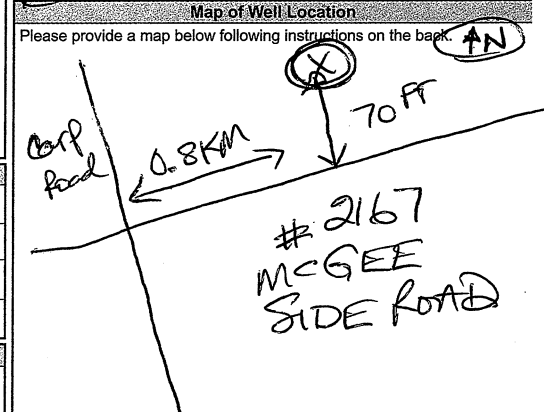 Map of Well Location
Please provide a map below following instructions on the back.
N
X
70 FT
Carp
Road
0.8KM
# 2167
McGEE
SIDE ROAD